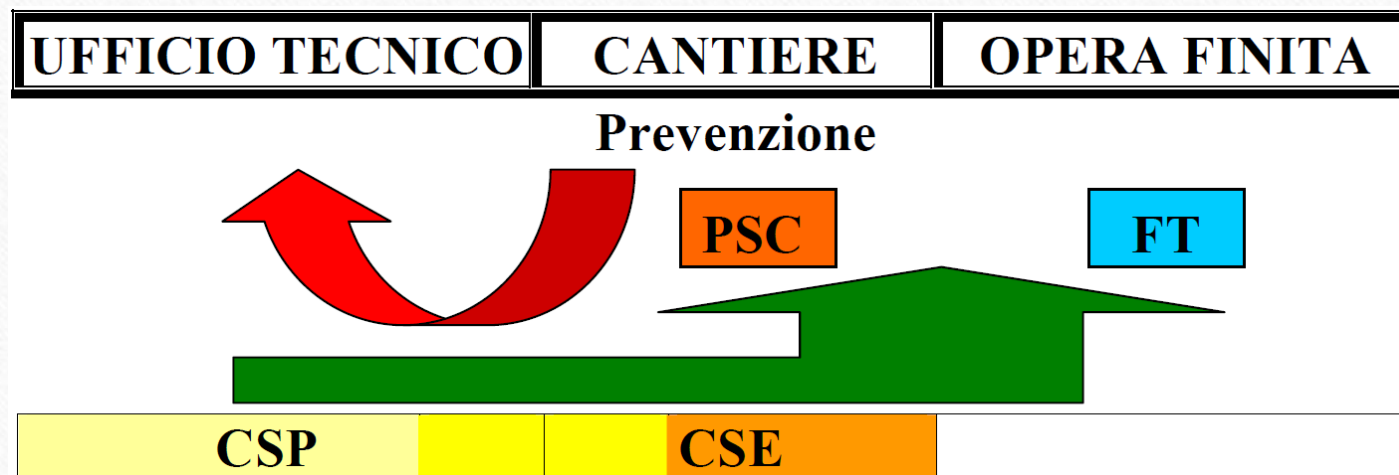 UFFICIO TECNICO CANTIERE OPERA FINITA
Prevenzione
PSC FT
CSP CSE